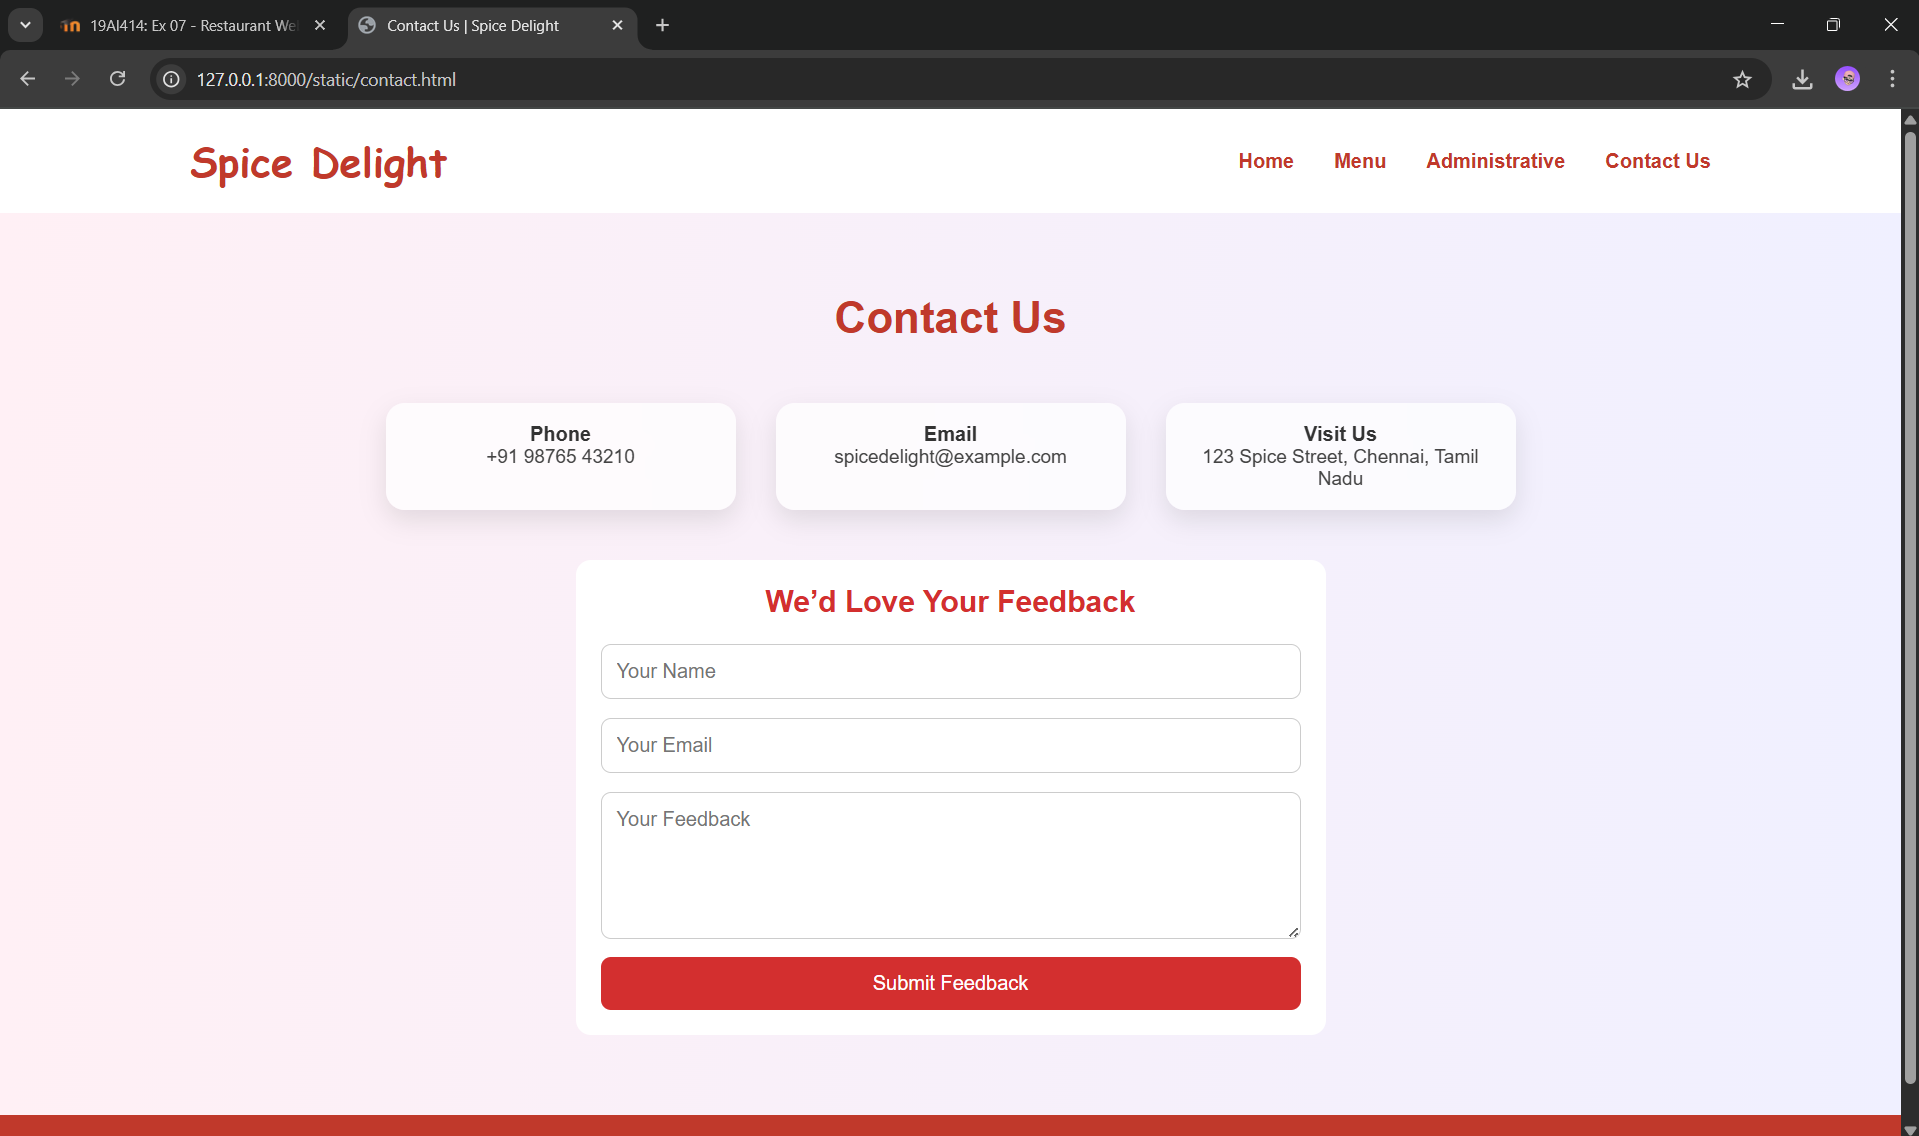 19AI414: Ex 07 - Restaurant We
Contact Us | Spice Delight
127.0.0.1:8000/static/contact.html
Spice Delight
Home
Menu
Administrative
Contact Us
Contact Us
Phone
+91 98765 43210
Email
spicedelight@example.com
Visit Us
123 Spice Street, Chennai, Tamil
Nadu
We’d Love Your Feedback
Your Name
Your Email
Your Feedback
Submit Feedback